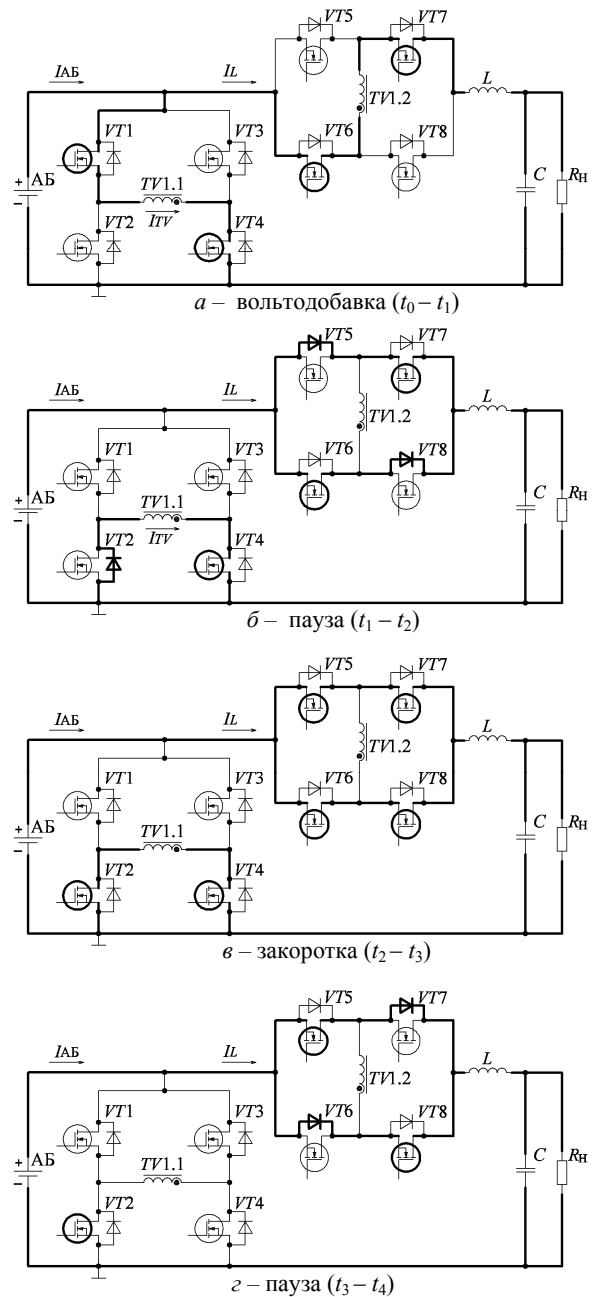 VT5
VT7
IАБ
IL
L
TV1.2
VT1
VT3
VT6
VT8
+
АБ
−
TV1.1
ITV
C
RН
VT2
VT4
а – вольтодобавка (t0 – t1)
VT5
VT7
IАБ
IL
L
TV1.2
VT1
VT3
VT6
VT8
+
АБ
−
TV1.1
ITV
C
RН
VT2
VT4
б – пауза (t1 – t2)
VT5
VT7
IАБ
IL
L
TV1.2
VT1
VT3
VT6
VT8
+
АБ
−
TV1.1
C
RН
VT2
VT4
в – закоротка (t2 – t3)
VT5
VT7
IАБ
IL
L
TV1.2
VT1
VT3
VT6
VT8
+
АБ
−
TV1.1
C
RН
VT2
VT4
г – пауза (t3 – t4)